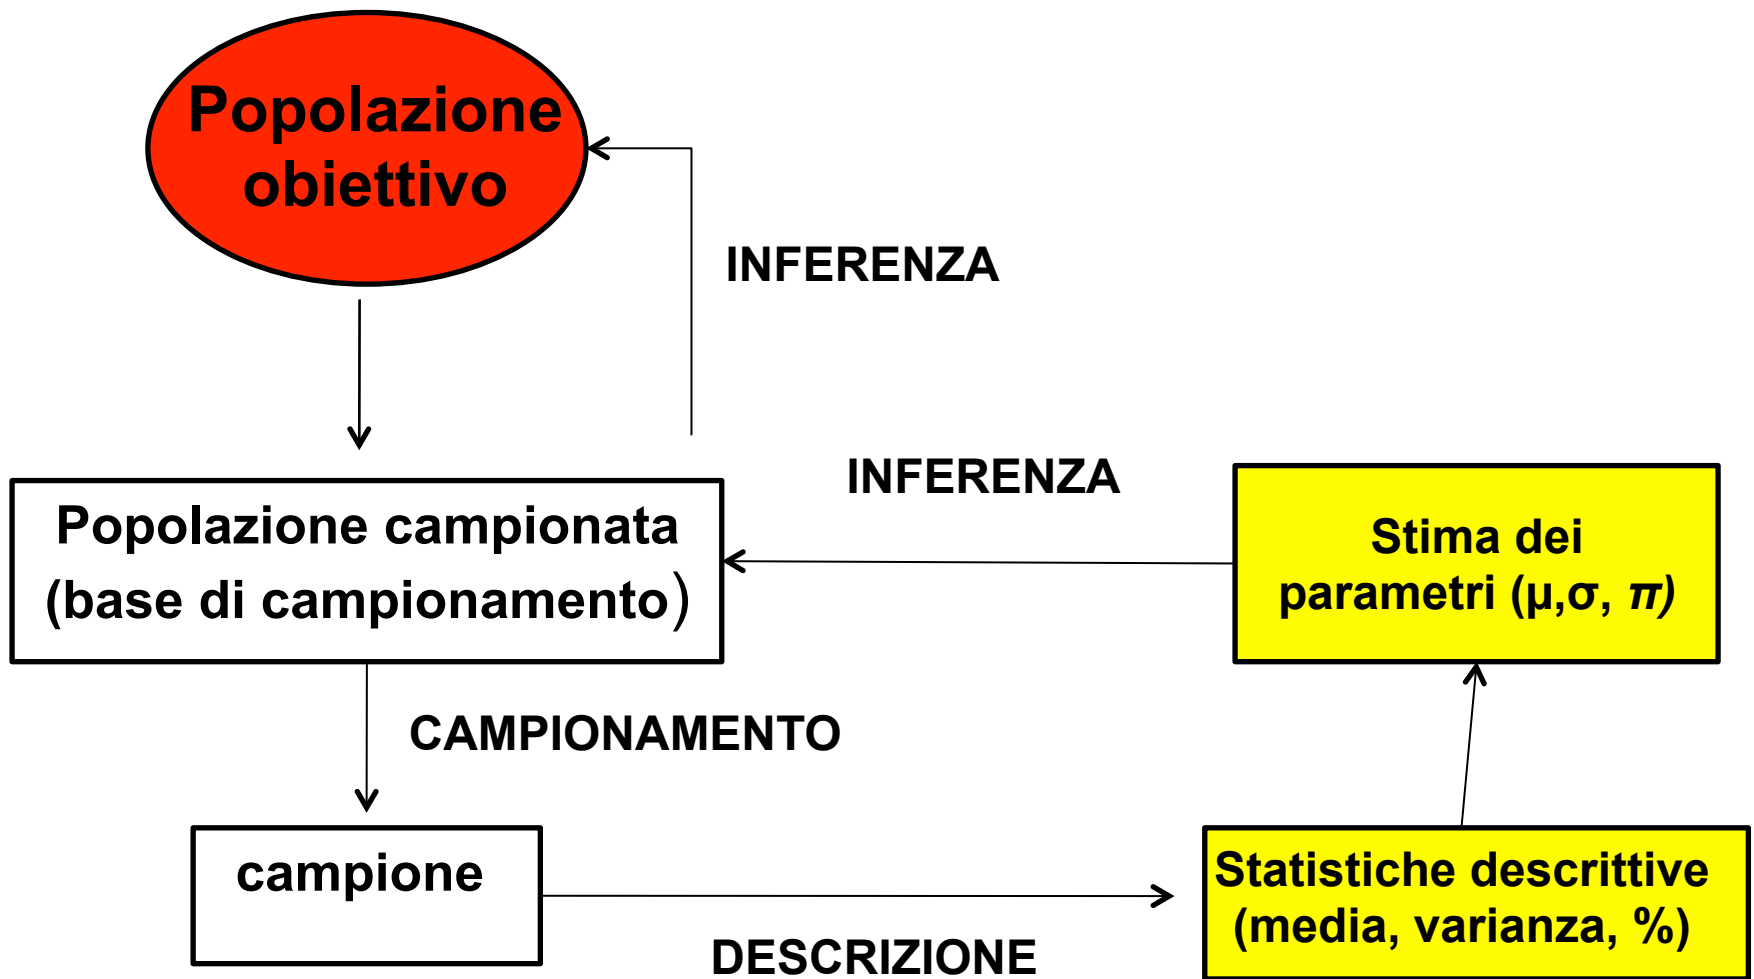 Popolazione
obiettivo
INFERENZA
INFERENZA
Popolazione campionata
(base di campionamento)
Stima dei
parametri (μ,σ, π)
CAMPIONAMENTO
campione
Statistiche descrittive
(media, varianza, %)
DESCRIZIONE